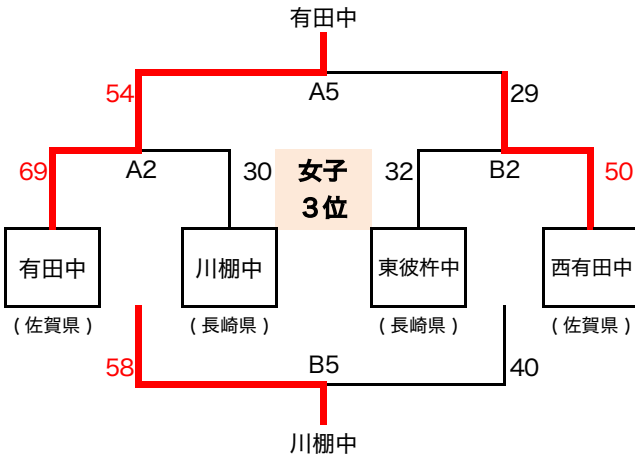 有田中
54
A5
29
69
A2
30
女子
３位
32
B2
50
有田中
川棚中
東彼杵中
西有田中
(佐賀県)
(長崎県)
(長崎県)
(佐賀県)
58
B5
40
川棚中